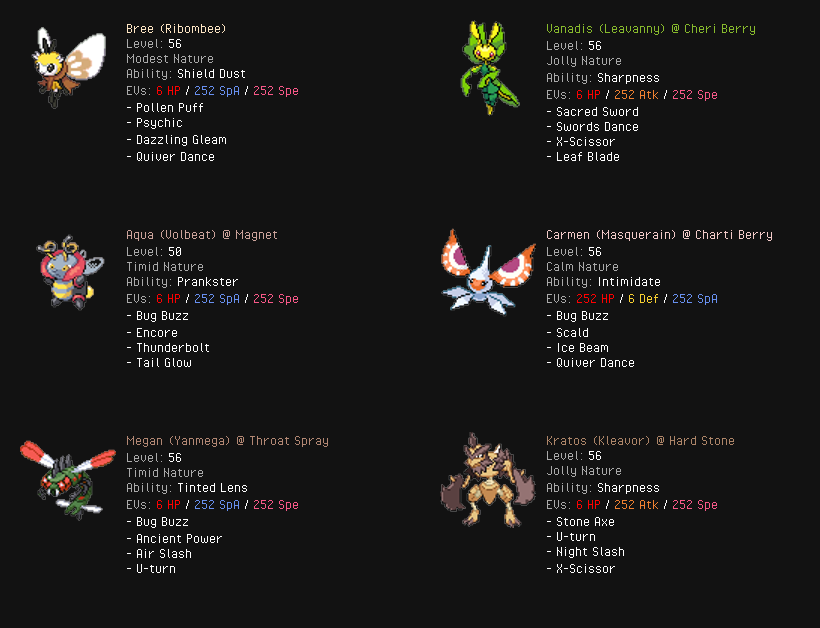 Bree (Ribombee)
Level: 56
Modest Nature
Ability: Shield Dust
EVs: 6 HP / 252 SpA / 252 Spe
- Pollen Puff
- Psychic
- Dazzling Gleam
- Quiver Dance
Vanadis (Leavanny) @ Cheri Berry
Level: 56
Jolly Nature
Ability: Sharpness
EVs: 6 HP / 252 Atk / 252 Spe
- Sacred Sword
- Swords Dance
- X-Scissor
- Leaf Blade
Aqua (Volbeat) @ Magnet
Level: 50
Timid Nature
Ability: Prankster
EVs: 6 HP / 252 SpA / 252 Spe
- Bug Buzz
- Encore
- Thunderbolt
- Tail Glow
Carmen (Masquerain) @ Charti Berry
Level: 56
Calm Nature
Ability: Intimidate
EVs: 252 HP / 6 Def / 252 SpA
- Bug Buzz
- Scald
- Ice Beam
- Quiver Dance
Megan (Yanmega) @ Throat Spray
Level: 56
Timid Nature
Ability: Tinted Lens
EVs: 6 HP / 252 SpA / 252 Spe
- Bug Buzz
- Ancient Power
- Air Slash
- U-turn
Kratos (Kleavor) @ Hard Stone
Level: 56
Jolly Nature
Ability: Sharpness
EVs: 6 HP / 252 Atk / 252 Spe
- Stone Axe
- U-turn
- Night Slash
- X-Scissor